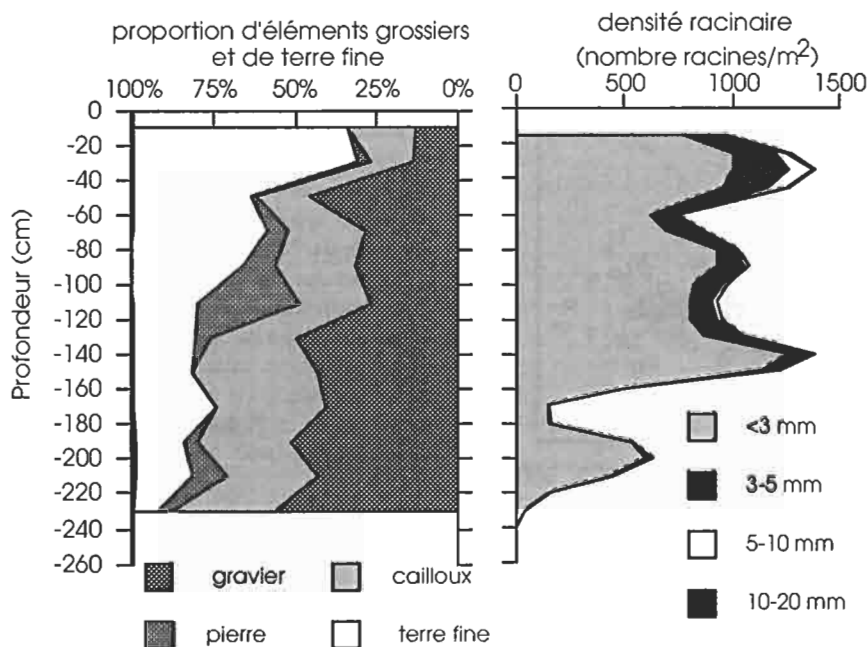 proportion d'éléments grossiers
et de terre fine
100% 75% 50% 25% 0%
Profondeur (cm)
0
-20
-40
-60
-80
-100
-120
-140
-160
-180
-200
-220
-240
-260
gravier
cailloux
pierre
terre fine
densité racinaire
(nombre racines/m²)
0 500 1000 1500
<3 mm
3-5 mm
5-10 mm
10-20 mm